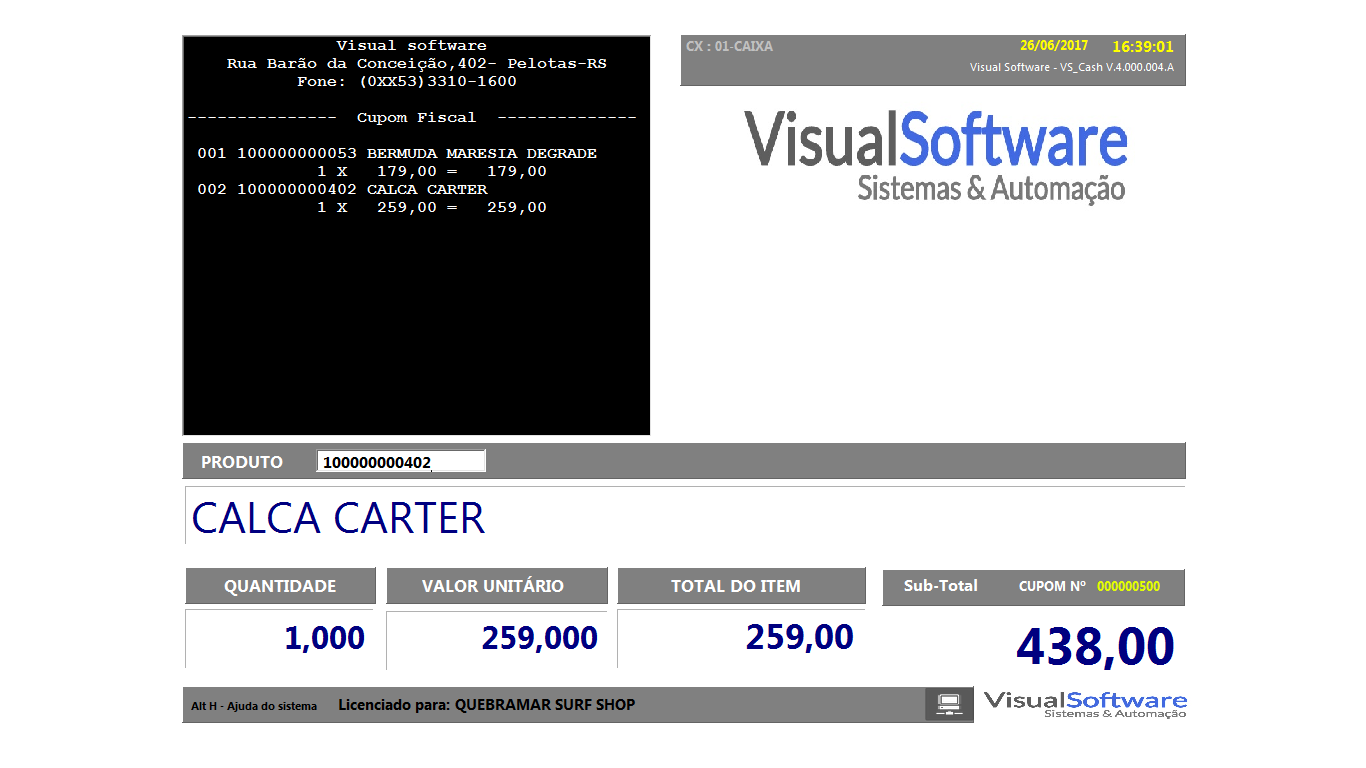 Visual software
Rua Barão da Conceição,402- Pelotas-RS
Fone: (0XX53)3310-1600
--------------- Cupom Fiscal --------------
001 100000000053 BERMUDA MARESIA DEGRADE
1 X 179,00 = 179,00
002 100000000402 CALCA CARTER
1 X 259,00 = 259,00
CX : 01-CAIXA 26/06/2017 16:39:01
Visual Software - VS_Cash V.4.000.004.A
VisualSoftware
Sistemas & Automação
PRODUTO 100000000402
CALCA CARTER
QUANTIDADE VALOR UNITÁRIO TOTAL DO ITEM Sub-Total CUPOM Nº 000000500
1,000 259,000 259,00 438,00
Alt H - Ajuda do sistema Licenciado para: QUEBRAMAR SURF SHOP
VisualSoftware
Sistemas & Automação